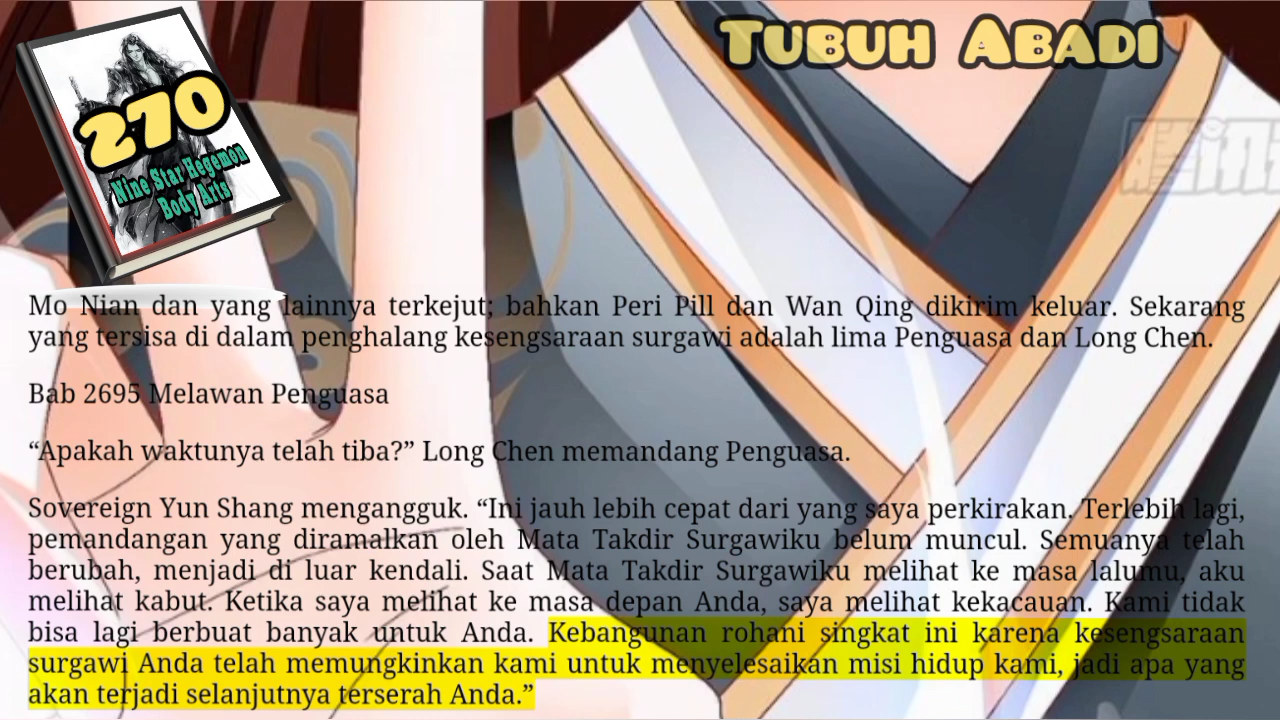 TUBUH ABADI
270
Nine Star Hegemon
Body Arts
Mo Nian dan yang lainnya terkejut; bahkan Peri Pill dan Wan Qing dikirim keluar. Sekarang
yang tersisa di dalam penghalang kesengsaraan surgawi adalah lima Penguasa dan Long Chen.
Bab 2695 Melawan Penguasa
“Apakah waktunya telah tiba?” Long Chen memandang Penguasa.
Sovereign Yun Shang mengangguk. “Ini jauh lebih cepat dari yang saya perkirakan. Terlebih lagi,
pemandangan yang diramalkan oleh Mata Takdir Surgawiku belum muncul. Semuanya telah
berubah, menjadi di luar kendali. Saat Mata Takdir Surgawiku melihat ke masa lalumu, aku
melihat kabut. Ketika saya melihat ke masa depan Anda, saya melihat kekacauan. Kami tidak
bisa lagi berbuat banyak untuk Anda. Kebangunan rohani singkat ini karena kesengsaraan
surgawi Anda telah memungkinkan kami untuk menyelesaikan misi hidup kami, jadi apa yang
akan terjadi selanjutnya terserah Anda.”